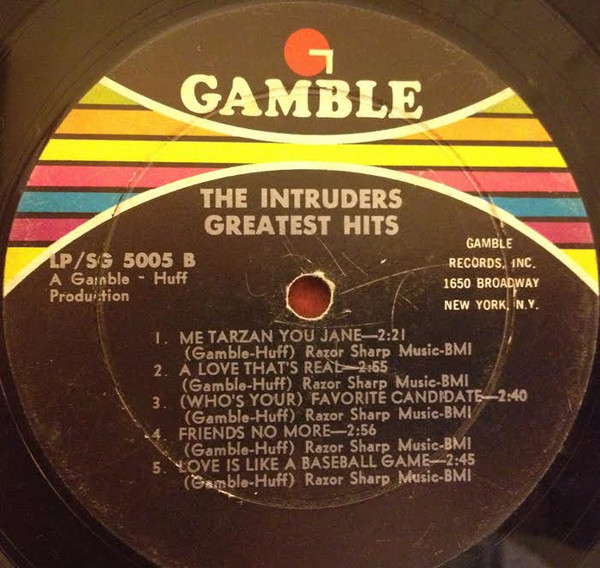 GAMBLE
THE INTRUDERS
GREATEST HITS
LP/SG 5005 B
A Gamble - Huff
Production
GAMBLE
RECORDS, INC.
1650 BROADWAY
NEW YORK, N.Y.
1. ME TARZAN YOU JANE—2:21
(Gamble-Huff) Razor Sharp Music-BMI
2. A LOVE THAT'S REAL—2:55
(Gamble-Huff) Razor Sharp Music-BMI
3. (WHO'S YOUR) FAVORITE CANDIDATE—2:40
(Gamble-Huff) Razor Sharp Music-BMI
4. FRIENDS NO MORE—2:56
(Gamble-Huff) Razor Sharp Music-BMI
5. LOVE IS LIKE A BASEBALL GAME—2:45
(Gamble-Huff) Razor Sharp Music-BMI